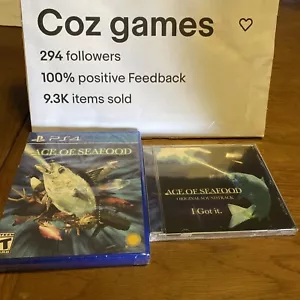 Coz games
294 followers
100% positive Feedback
9.3K items sold
PS4
ACE OF SEAFOOD
T
ACE OF SEAFOOD
ORIGINAL SOUNDTRACK
I Got it.